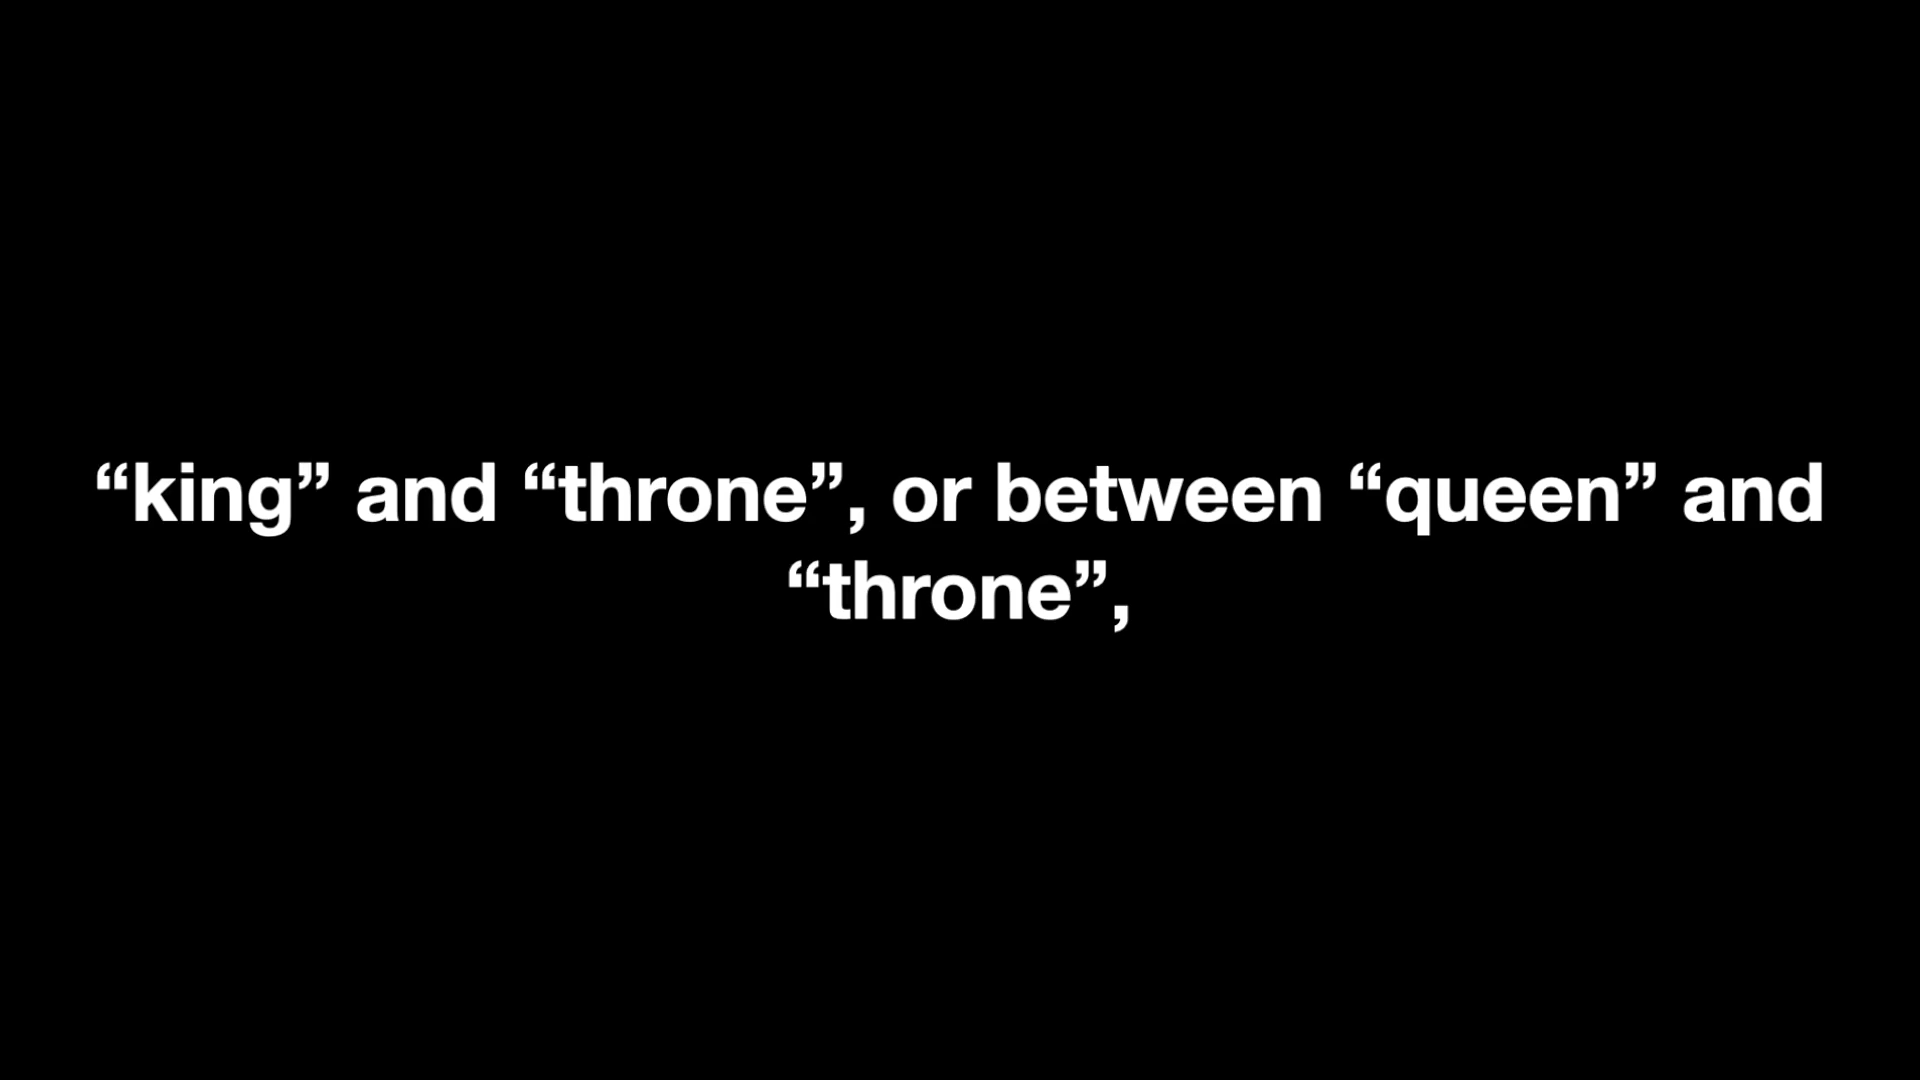 “king” and “throne”, or between “queen” and
“throne”,